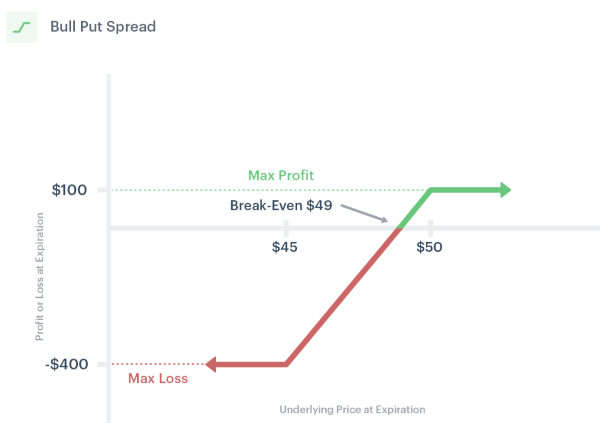 Bull Put Spread
Max Profit
$100
Break-Even $49
$45
$50
Profit or Loss at Expiration
-$400
Max Loss
Underlying Price at Expiration